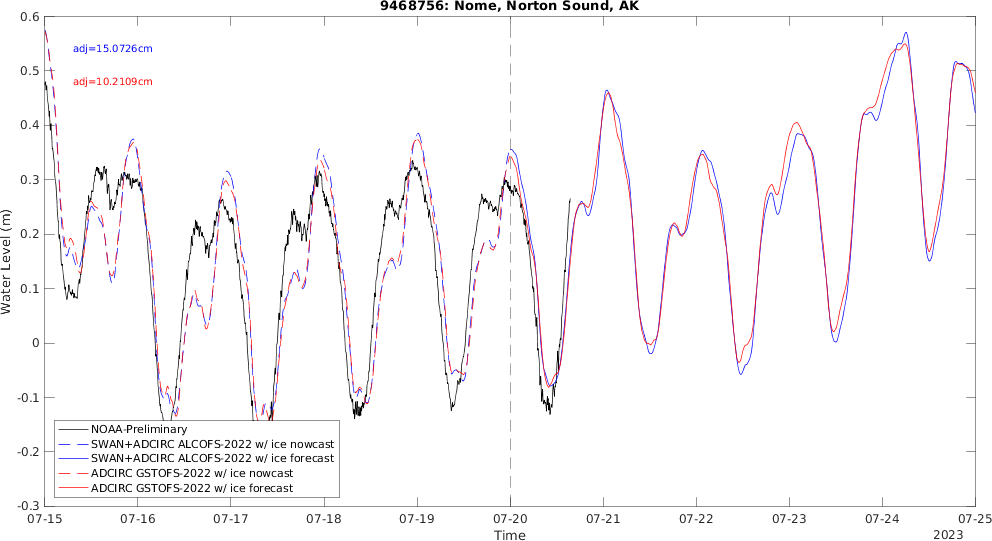 9468756: Nome, Norton Sound, AK
adj=15.0726cm
adj=10.2109cm
Water Level (m)
0.6
0.5
0.4
0.3
0.2
0.1
0
-0.1
-0.2
-0.3
NOAA-Preliminary
SWAN+ADCIRC ALCOFS-2022 w/ ice nowcast
SWAN+ADCIRC ALCOFS-2022 w/ ice forecast
ADCIRC GSTOFS-2022 w/ ice nowcast
ADCIRC GSTOFS-2022 w/ ice forecast
07-15 07-16 07-17 07-18 07-19 07-20 07-21 07-22 07-23 07-24 07-25
Time
2023